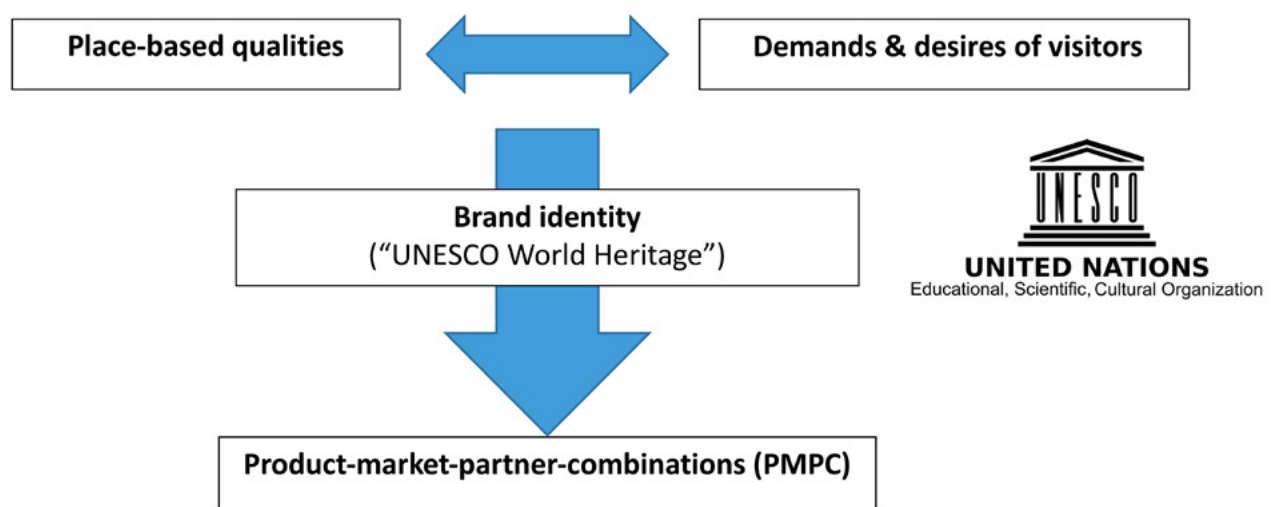 Place-based qualities
Demands & desires of visitors
Brand identity
(“UNESCO World Heritage”)
UNESCO
UNITED NATIONS
Educational, Scientific, Cultural Organization
Product-market-partner-combinations (PMPC)